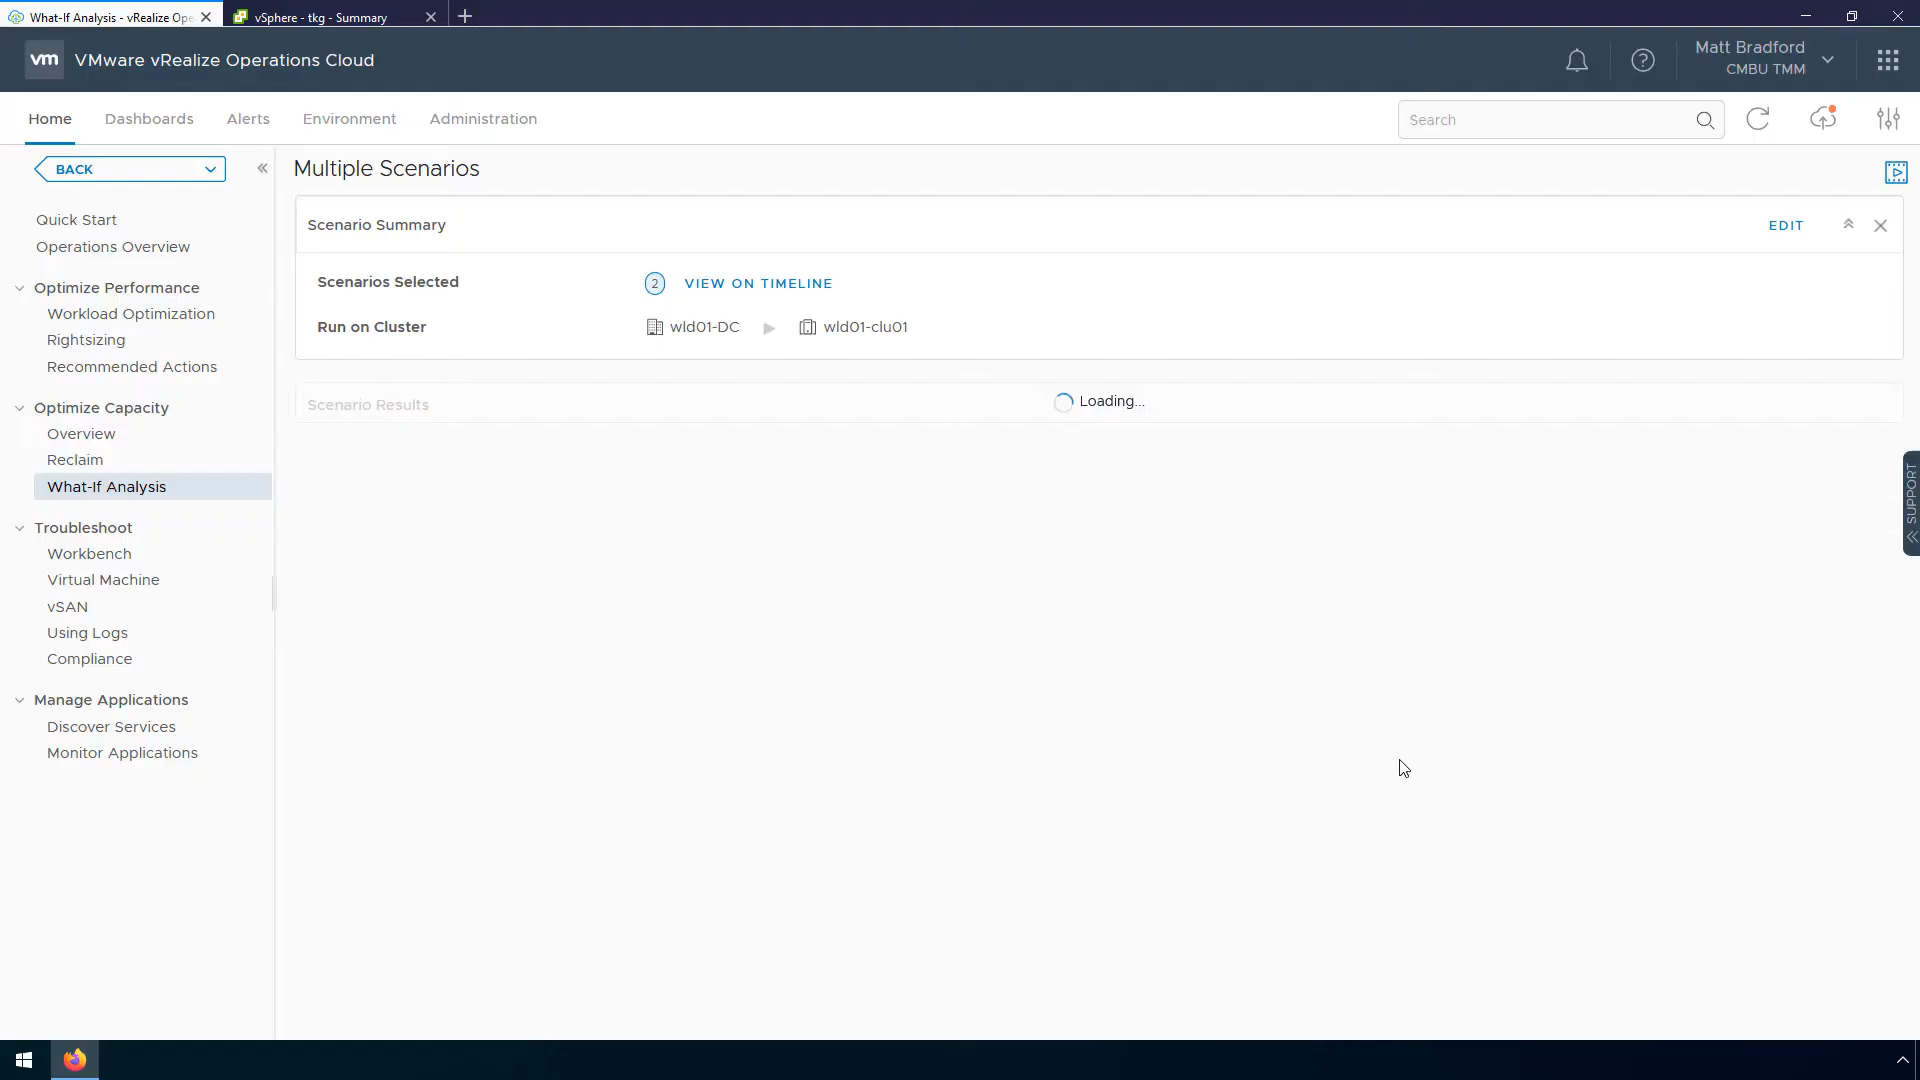 What-If Analysis - vRealize Ope
vSphere - tkg - Summary
vm
VMware vRealize Operations Cloud
Matt Bradford
CMBU TMM
Home
Dashboards
Alerts
Environment
Administration
Search
BACK
Multiple Scenarios
Quick Start
Operations Overview
Optimize Performance
Workload Optimization
Rightsizing
Recommended Actions
Optimize Capacity
Overview
Reclaim
What-If Analysis
Troubleshoot
Workbench
Virtual Machine
vSAN
Using Logs
Compliance
Manage Applications
Discover Services
Monitor Applications
Scenario Summary
EDIT
Scenarios Selected
2 VIEW ON TIMELINE
Run on Cluster
wld01-DC
wld01-clu01
Scenario Results
Loading...
SUPPORT